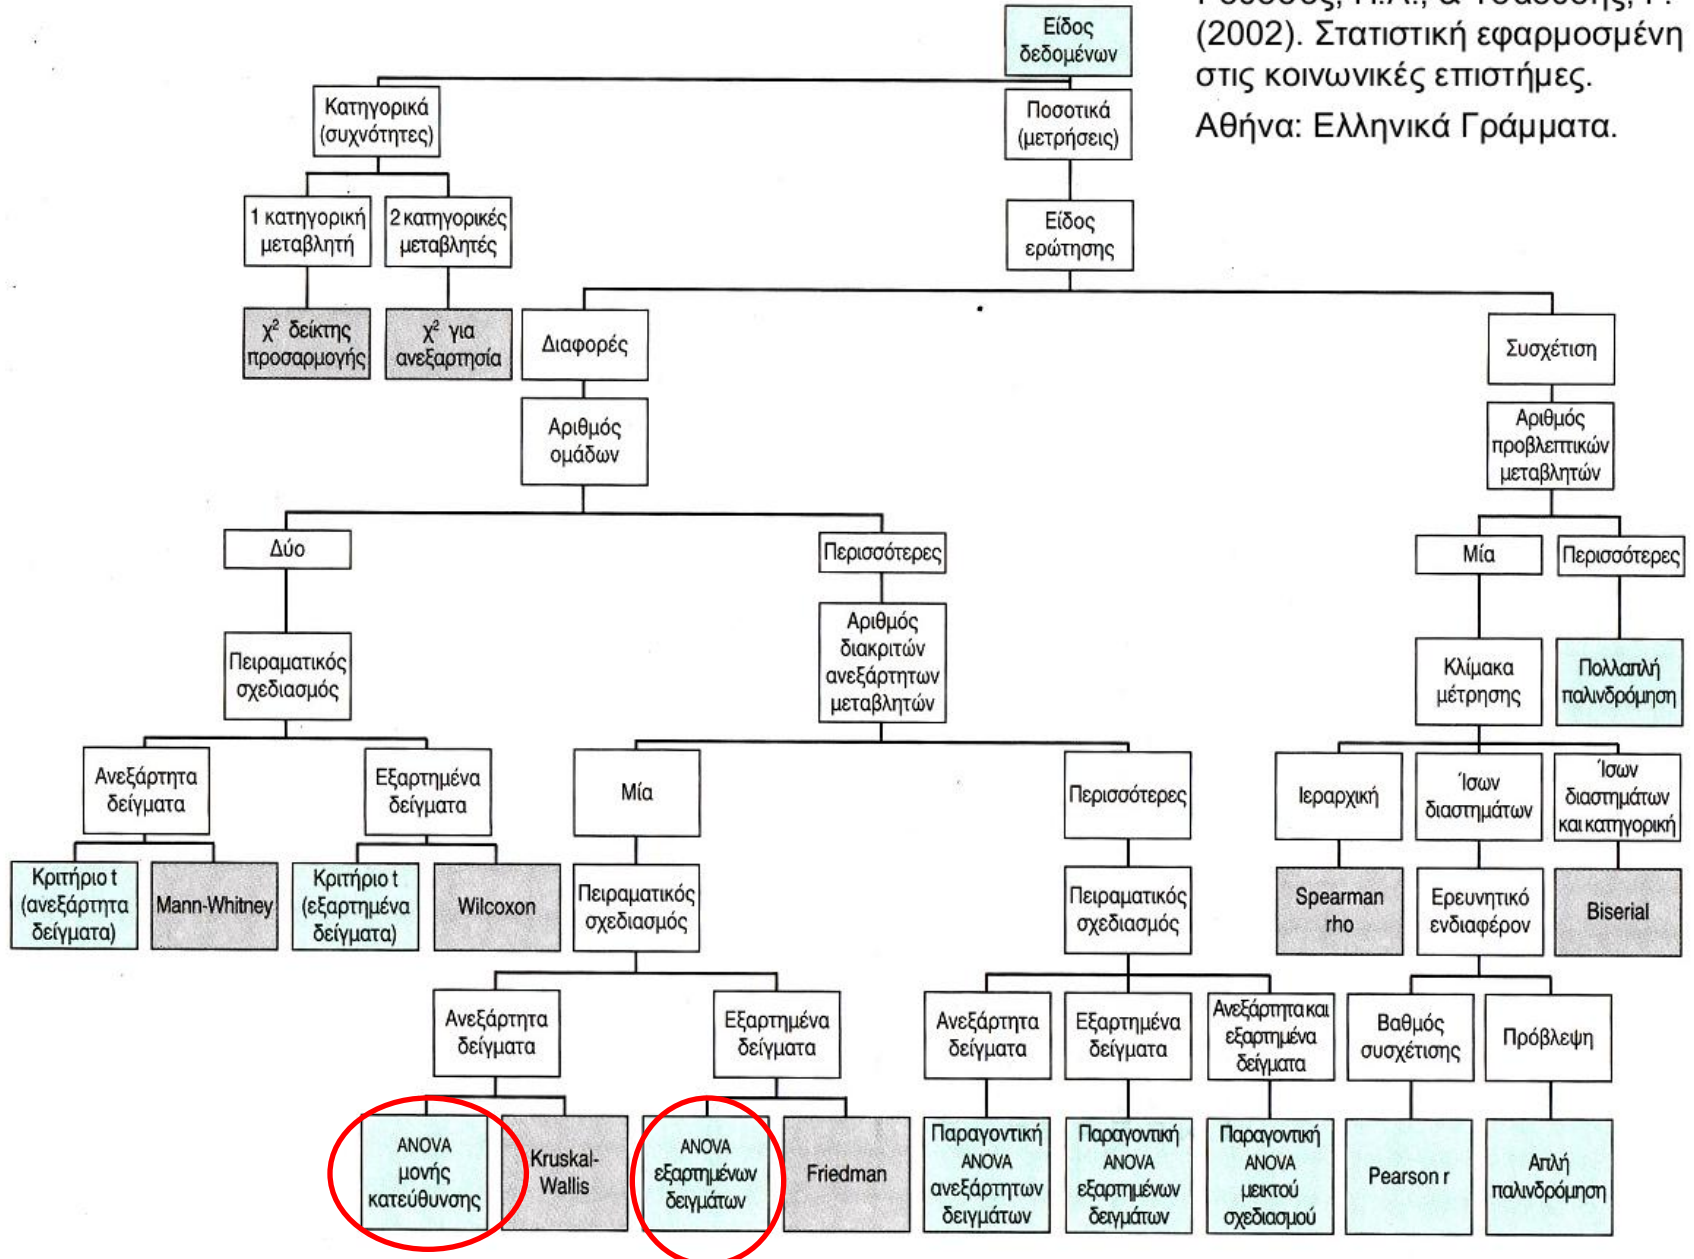 (2002). Στατιστική εφαρμοσμένη
στις κοινωνικές επιστήμες.
Αθήνα: Ελληνικά Γράμματα.
Είδος
δεδομένων
Κατηγορικά
(συχνότητες)
Ποσοτικά
(μετρήσεις)
1 κατηγορική
μεταβλητή
2 κατηγορικές
μεταβλητές
Είδος
ερώτησης
χ² δείκτης
προσαρμογής
χ² για
ανεξαρτησία
Διαφορές
Συσχέτιση
Αριθμός
ομάδων
Αριθμός
προβλεπτικών
μεταβλητών
Δύο
Περισσότερες
Μία
Περισσότερες
Πειραματικός
σχεδιασμός
Αριθμός
διακριτών
ανεξάρτητων
μεταβλητών
Κλίμακα
μέτρησης
Πολλαπλή
παλινδρόμηση
Ανεξάρτητα
δείγματα
Εξαρτημένα
δείγματα
Μία
Περισσότερες
Ιεραρχική
Ίσων
διαστημάτων
Ίσων
διαστημάτων
και κατηγορική
Κριτήριο t
(ανεξάρτητα
δείγματα)
Mann-Whitney
Κριτήριο t
(εξαρτημένα
δείγματα)
Wilcoxon
Πειραματικός
σχεδιασμός
Πειραματικός
σχεδιασμός
Spearman
rho
Ερευνητικό
ενδιαφέρον
Biserial
Ανεξάρτητα
δείγματα
Εξαρτημένα
δείγματα
Ανεξάρτητα
δείγματα
Εξαρτημένα
δείγματα
Ανεξάρτητα και
εξαρτημένα
δείγματα
Βαθμός
συσχέτισης
Πρόβλεψη
ANOVA
μονής
κατεύθυνσης
Kruskal-
Wallis
ANOVA
εξαρτημένων
δειγμάτων
Friedman
Παραγοντική
ANOVA
ανεξάρτητων
δειγμάτων
Παραγοντική
ANOVA
εξαρτημένων
δειγμάτων
Παραγοντική
ANOVA
μεικτού
σχεδιασμού
Pearson r
Απλή
παλινδρόμηση